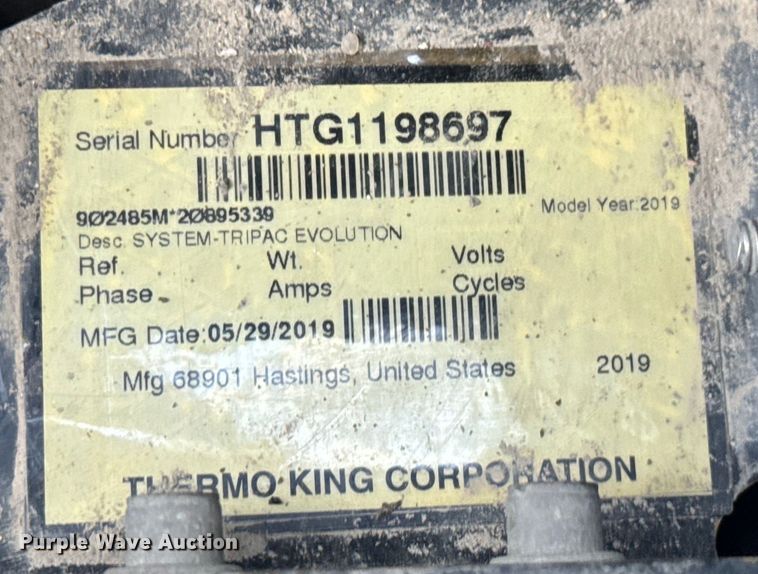 Serial Number HTG1198697
9Ø2485M*2Ø895339
Model Year:2019
Desc. SYSTEM-TRIPAC EVOLUTION
Ref. Wt. Volts
Phase Amps Cycles
MFG Date:05/29/2019
Mfg 68901 Hastings, United States 2019
THERMO KING CORPORATION
Purple Wave Auction